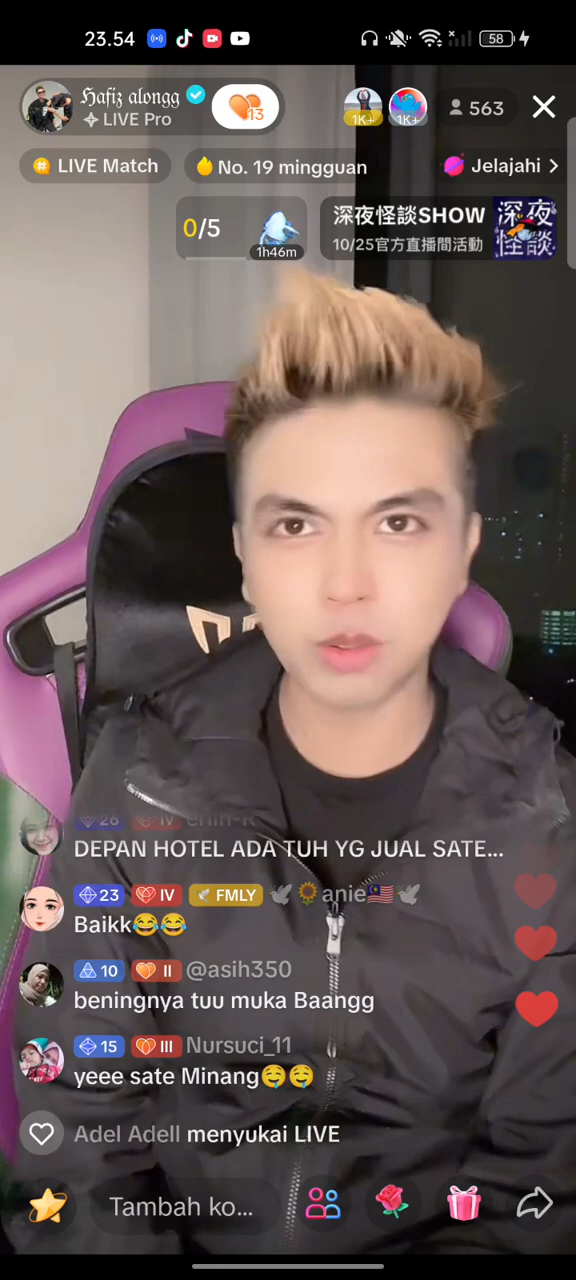 23.54
58
Hafiz alongg
LIVE Pro
13
1K+
1K+
563
LIVE Match
No. 19 mingguan
Jelajahi
0/5
1h46m
深夜怪談SHOW
10/25官方直播間活動
深夜
怪談
26 IV enin-R
DEPAN HOTEL ADA TUH YG JUAL SATE...
23 IV FMLY 🕊️🌻anie🇲🇾🕊️
Baikk😂😂
10 II @asih350
beningnya tuu muka Baangg
15 III Nursuci_11
yeee sate Minang🤤🤤
Adel Adell menyukai LIVE
Tambah ko...